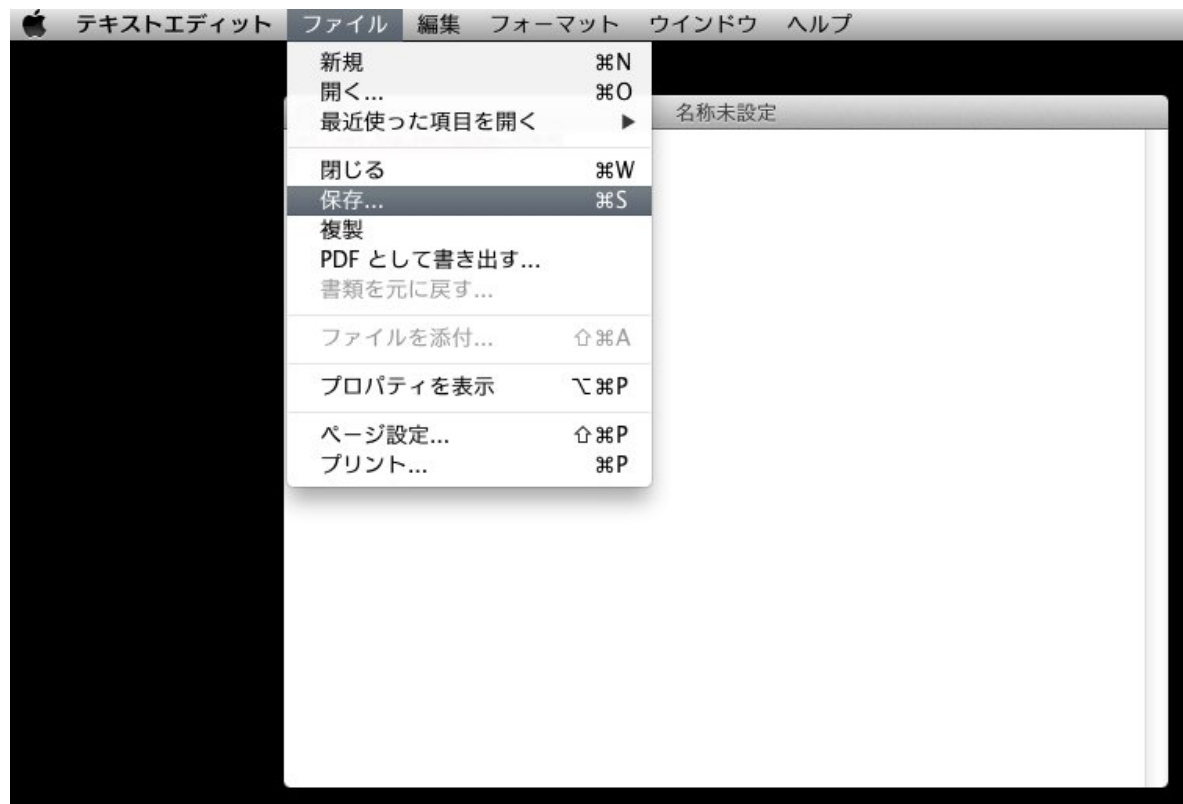 テキストエディット ファイル 編集 フォーマット ウインドウ ヘルプ
新規 ⌘N
開く... ⌘O
最近使った項目を開く ▶
名称未設定
閉じる ⌘W
保存... ⌘S
複製
PDF として書き出す...
書類を元に戻す...
ファイルを添付... ⇧⌘A
プロパティを表示 ⌥⌘P
ページ設定... ⇧⌘P
プリント... ⌘P